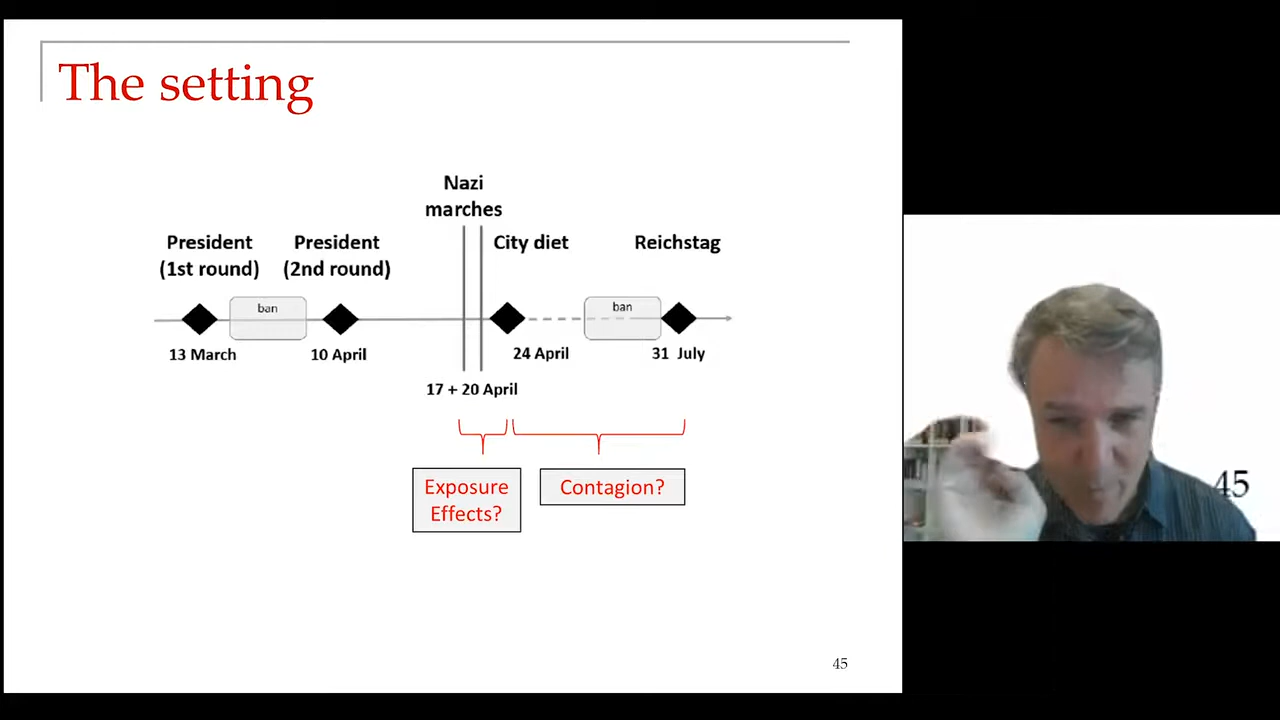 The setting
Nazi
marches
President
(1st round)
President
(2nd round)
City diet
Reichstag
ban
ban
13 March
10 April
24 April
31 July
17 + 20 April
Exposure
Effects?
Contagion?
45
45